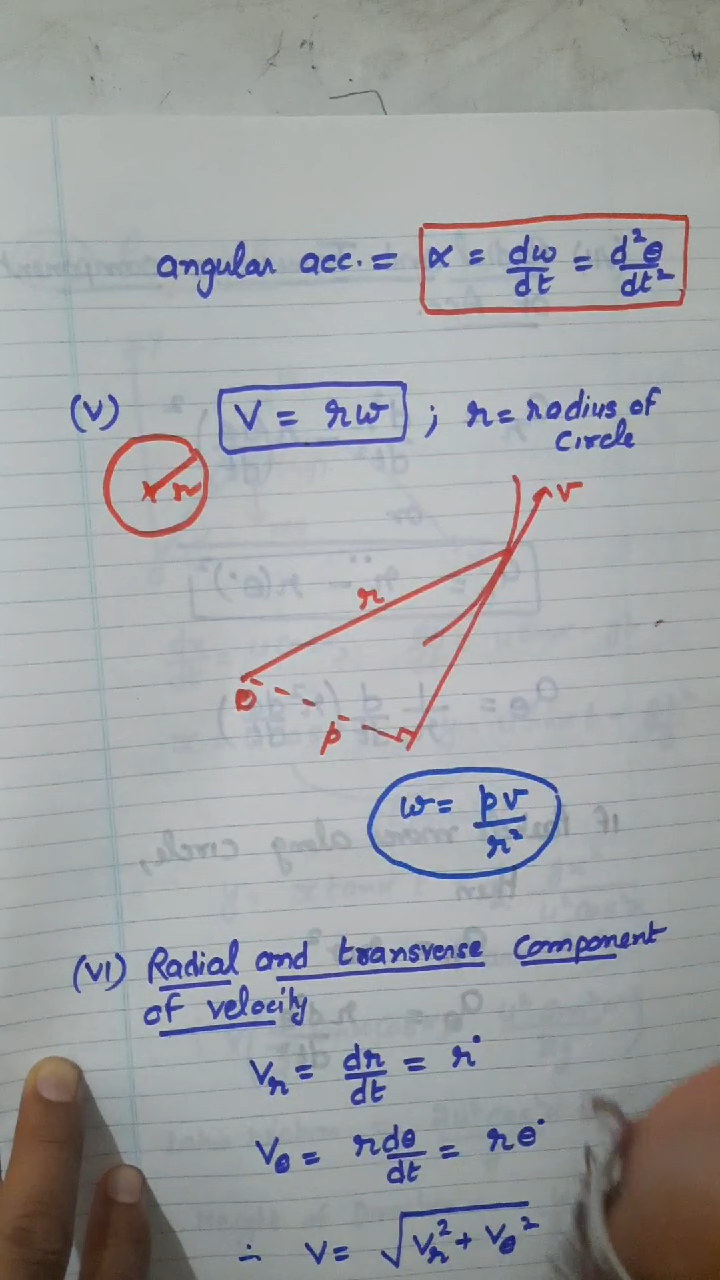 angular acc. = α = dω/dt = d²θ/dt²
(V) V = rω ; r = radius of
circle
r
v
r
O
p
ω = pv/r²
(VI) Radial and transverse Component
of velocity
Vr = dr/dt = ṙ
Vθ = rdθ/dt = rθ̇
∴ V = √(Vr² + Vθ²)